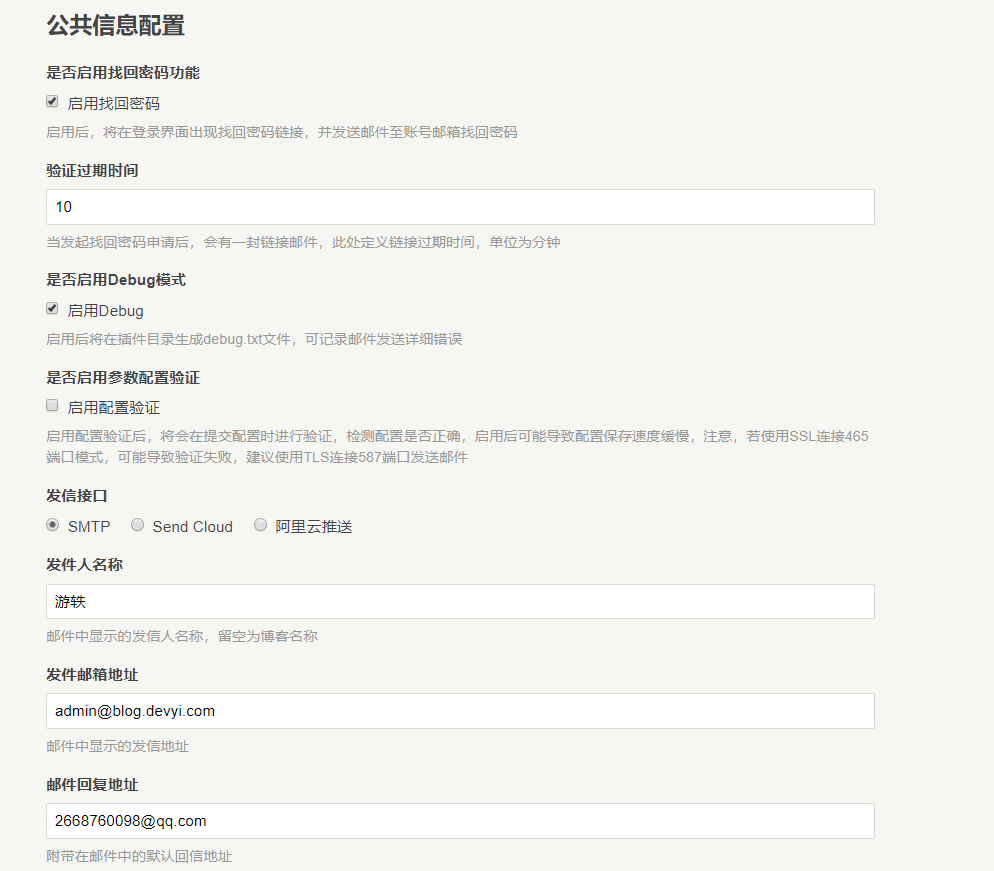 公共信息配置
是否启用找回密码功能
启用找回密码
启用后，将在登录界面出现找回密码链接，并发送邮件至账号邮箱找回密码
验证过期时间
10
当发起找回密码申请后，会有一封链接邮件，此处定义链接过期时间，单位为分钟
是否启用Debug模式
启用Debug
启用后将在插件目录生成debug.txt文件，可记录邮件发送详细错误
是否启用参数配置验证
启用配置验证
启用配置验证后，将会在提交配置时进行验证，检测配置是否正确，启用后可能导致配置保存速度缓慢，注意，若使用SSL连接465
端口模式，可能导致验证失败，建议使用TLS连接587端口发送邮件
发信接口
SMTP Send Cloud 阿里云推送
发件人名称
游轶
邮件中显示的发信人名称，留空为博客名称
发件邮箱地址
admin@blog.devyi.com
邮件中显示的发信地址
邮件回复地址
2668760098@qq.com
附带在邮件中的默认回信地址